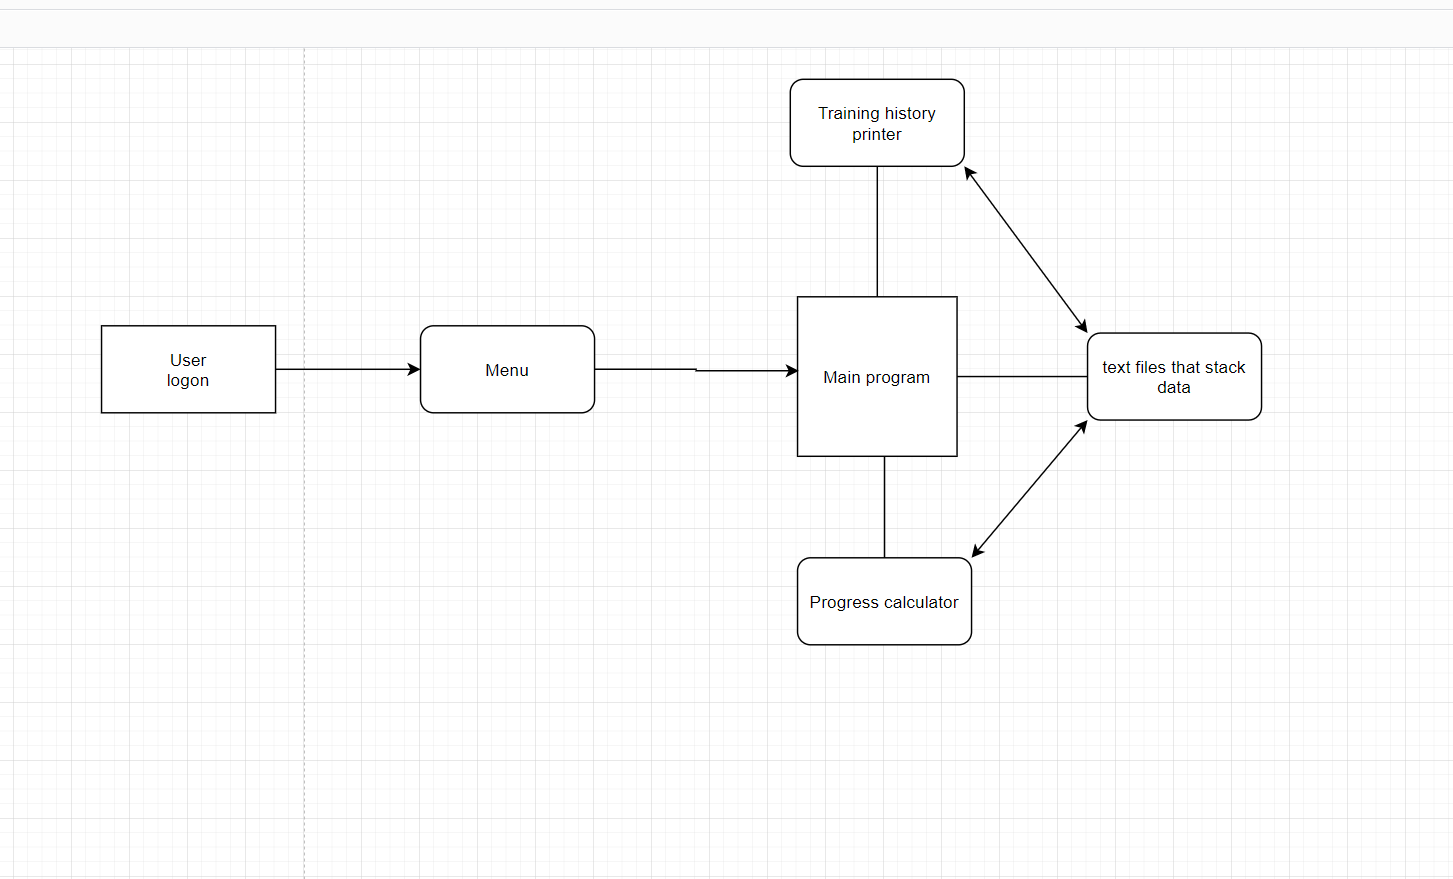 Training history
printer
User
logon
Menu
Main program
text files that stack
data
Progress calculator